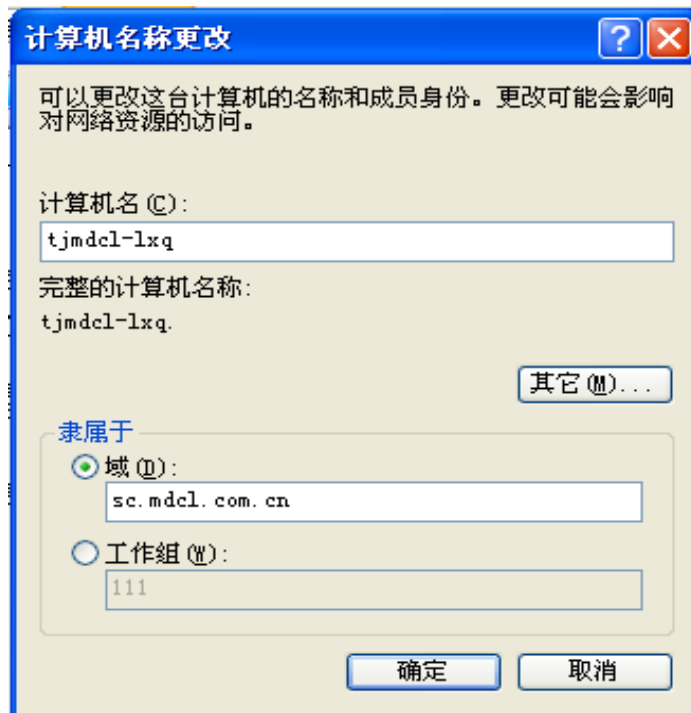 计算机名称更改
可以更改这台计算机的名称和成员身份。更改可能会影响
对网络资源的访问。
计算机名(C):
tjmdcl-lxq
完整的计算机名称:
tjmdcl-lxq.
其它(M)...
隶属于
域(D):
sc.mdcl.com.cn
工作组(W):
111
确定
取消